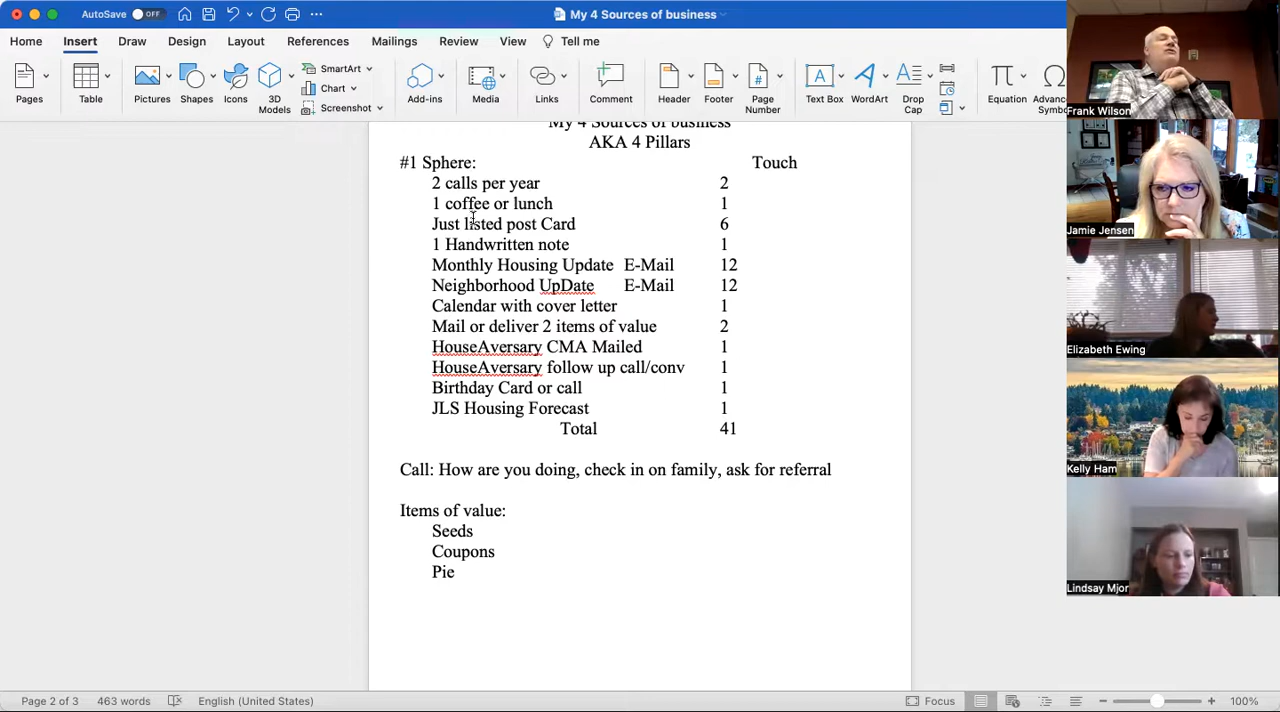 AutoSave OFF My 4 Sources of business
Home Insert Draw Design Layout References Mailings Review View Tell me
SmartArt
Chart
Screenshot
Pages Table Pictures Shapes Icons 3D Models Add-ins Media Links Comment Header Footer Page Number Text Box WordArt Drop Cap Equation
My 4 Sources of business
AKA 4 Pillars
#1 Sphere: Touch
2 calls per year 2
1 coffee or lunch 1
Just listed post Card 6
1 Handwritten note 1
Monthly Housing Update E-Mail 12
Neighborhood UpDate E-Mail 12
Calendar with cover letter 1
Mail or deliver 2 items of value 2
HouseAversary CMA Mailed 1
HouseAversary follow up call/conv 1
Birthday Card or call 1
JLS Housing Forecast 1
Total 41
Call: How are you doing, check in on family, ask for referral
Items of value:
Seeds
Coupons
Pie
Page 2 of 3 463 words English (United States) Focus 100%
Frank Wilson
Jamie Jensen
Elizabeth Ewing
Kelly Ham
Lindsay Mjor